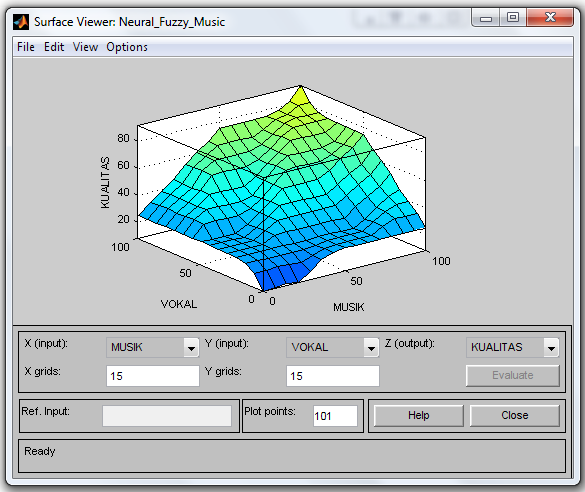 Surface Viewer: Neural_Fuzzy_Music
File Edit View Options
80
60
40
20
KUALITAS
100
50
0
VOKAL
0
50
100
MUSIK
X (input): MUSIK Y (input): VOKAL Z (output): KUALITAS
X grids: 15 Y grids: 15 Evaluate
Ref. Input: Plot points: 101 Help Close
Ready